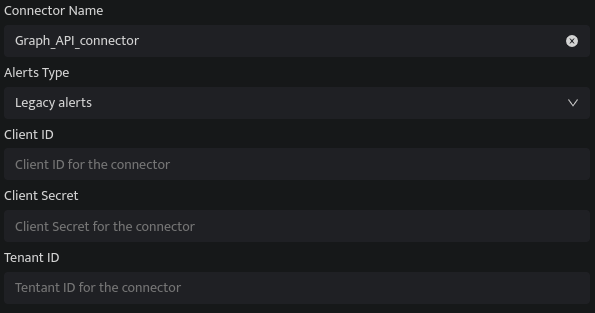 Connector Name
Graph_API_connector
Alerts Type
Legacy alerts
Client ID
Client ID for the connector
Client Secret
Client Secret for the connector
Tenant ID
Tentant ID for the connector